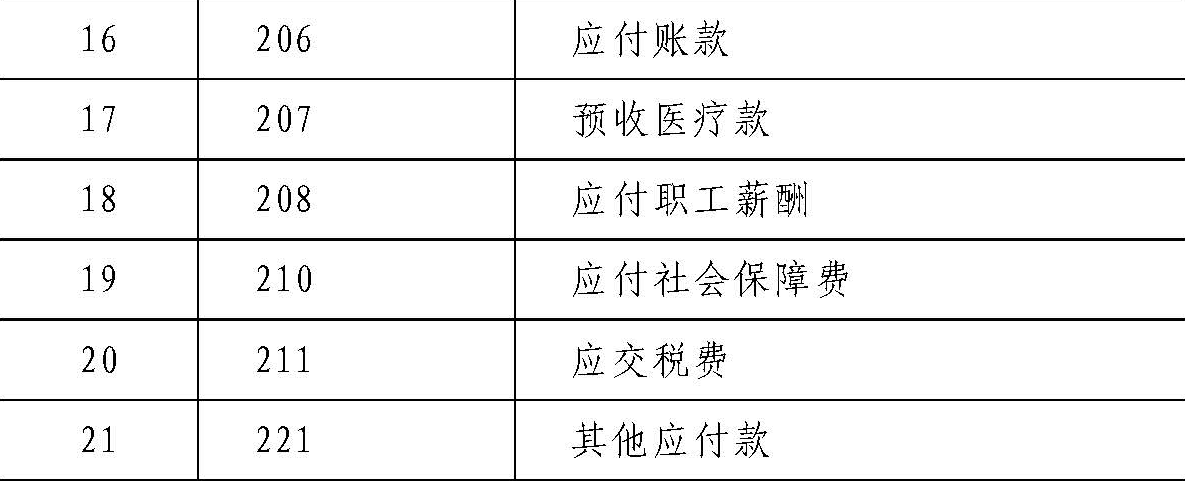 16 206 应付账款
17 207 预收医疗款
18 208 应付职工薪酬
19 210 应付社会保障费
20 211 应交税费
21 221 其他应付款